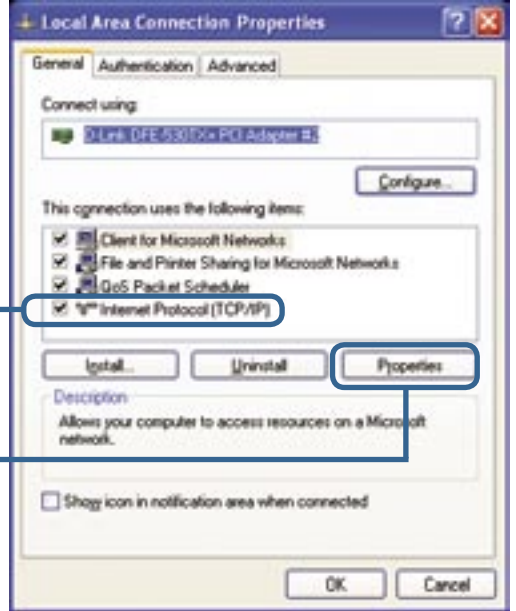 Local Area Connection Properties
General Authentication Advanced
Connect using:
D-Link DFE-530TX+ PCI Adapter #2
Configure...
This connection uses the following items:
Client for Microsoft Networks
File and Printer Sharing for Microsoft Networks
QoS Packet Scheduler
Internet Protocol (TCP/IP)
Install... Uninstall Properties
Description
Allows your computer to access resources on a Microsoft
network.
Show icon in notification area when connected
OK Cancel